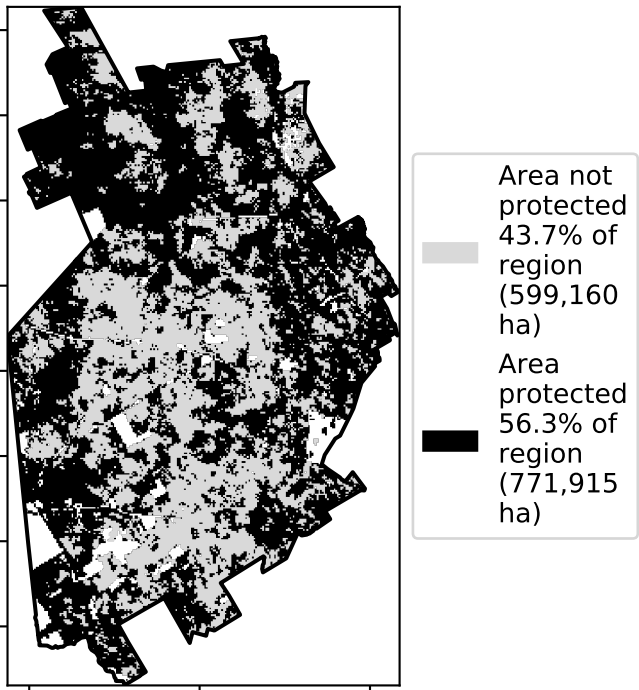 Area not
protected
43.7% of
region
(599,160
ha)
Area
protected
56.3% of
region
(771,915
ha)